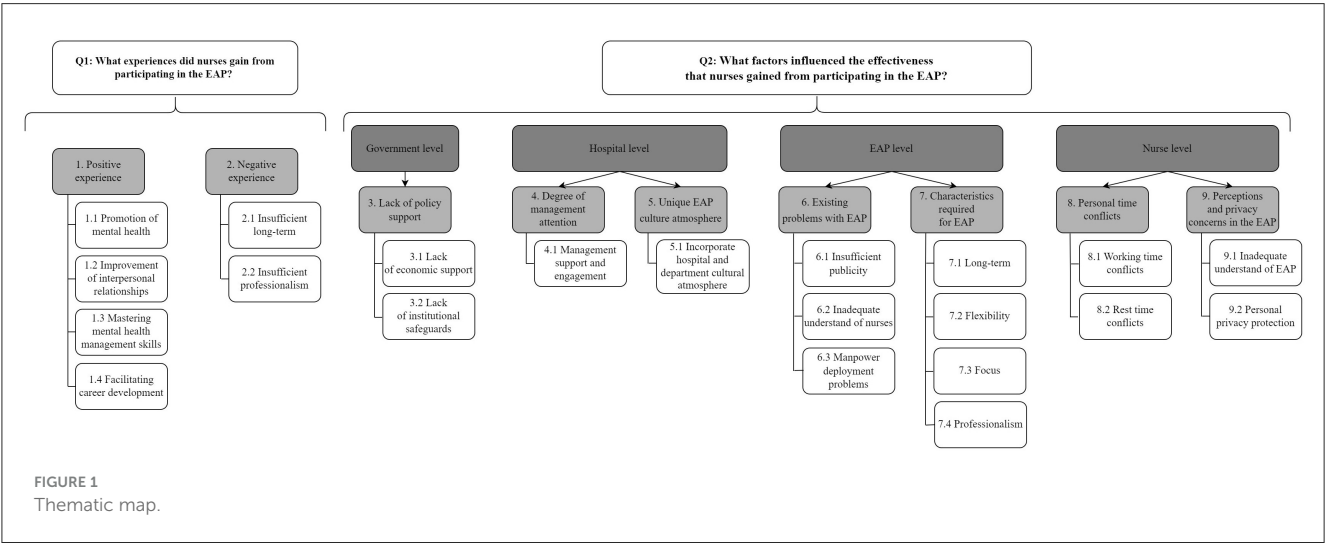 Q1: What experiences did nurses gain from
participating in the EAP?
1. Positive
experience
1.1 Promotion of
mental health
1.2 Improvement
of interpersonal
relationships
1.3 Mastering
mental health
management skills
1.4 Facilitating
career development
2. Negative
experience
2.1 Insufficient
long-term
2.2 Insufficient
professionalism
Q2: What factors influenced the effectiveness
that nurses gained from participating in the EAP?
Government level
3. Lack of policy
support
3.1 Lack
of economic support
3.2 Lack
of institutional
safeguards
Hospital level
4. Degree of
management
attention
4.1 Management
support and
engagement
5. Unique EAP
culture atmosphere
5.1 Incorporate
hospital and
department cultural
atmosphere
EAP level
6. Existing
problems with EAP
6.1 Insufficient
publicity
6.2 Inadequate
understand of nurses
6.3 Manpower
deployment
problems
7. Characteristics
required
for EAP
7.1 Long-term
7.2 Flexibility
7.3 Focus
7.4 Professionalism
Nurse level
8. Personal time
conflicts
8.1 Working time
conflicts
8.2 Rest time
conflicts
9. Perceptions
and privacy
concerns in the EAP
9.1 Inadequate
understand of EAP
9.2 Personal
privacy protection
FIGURE 1
Thematic map.